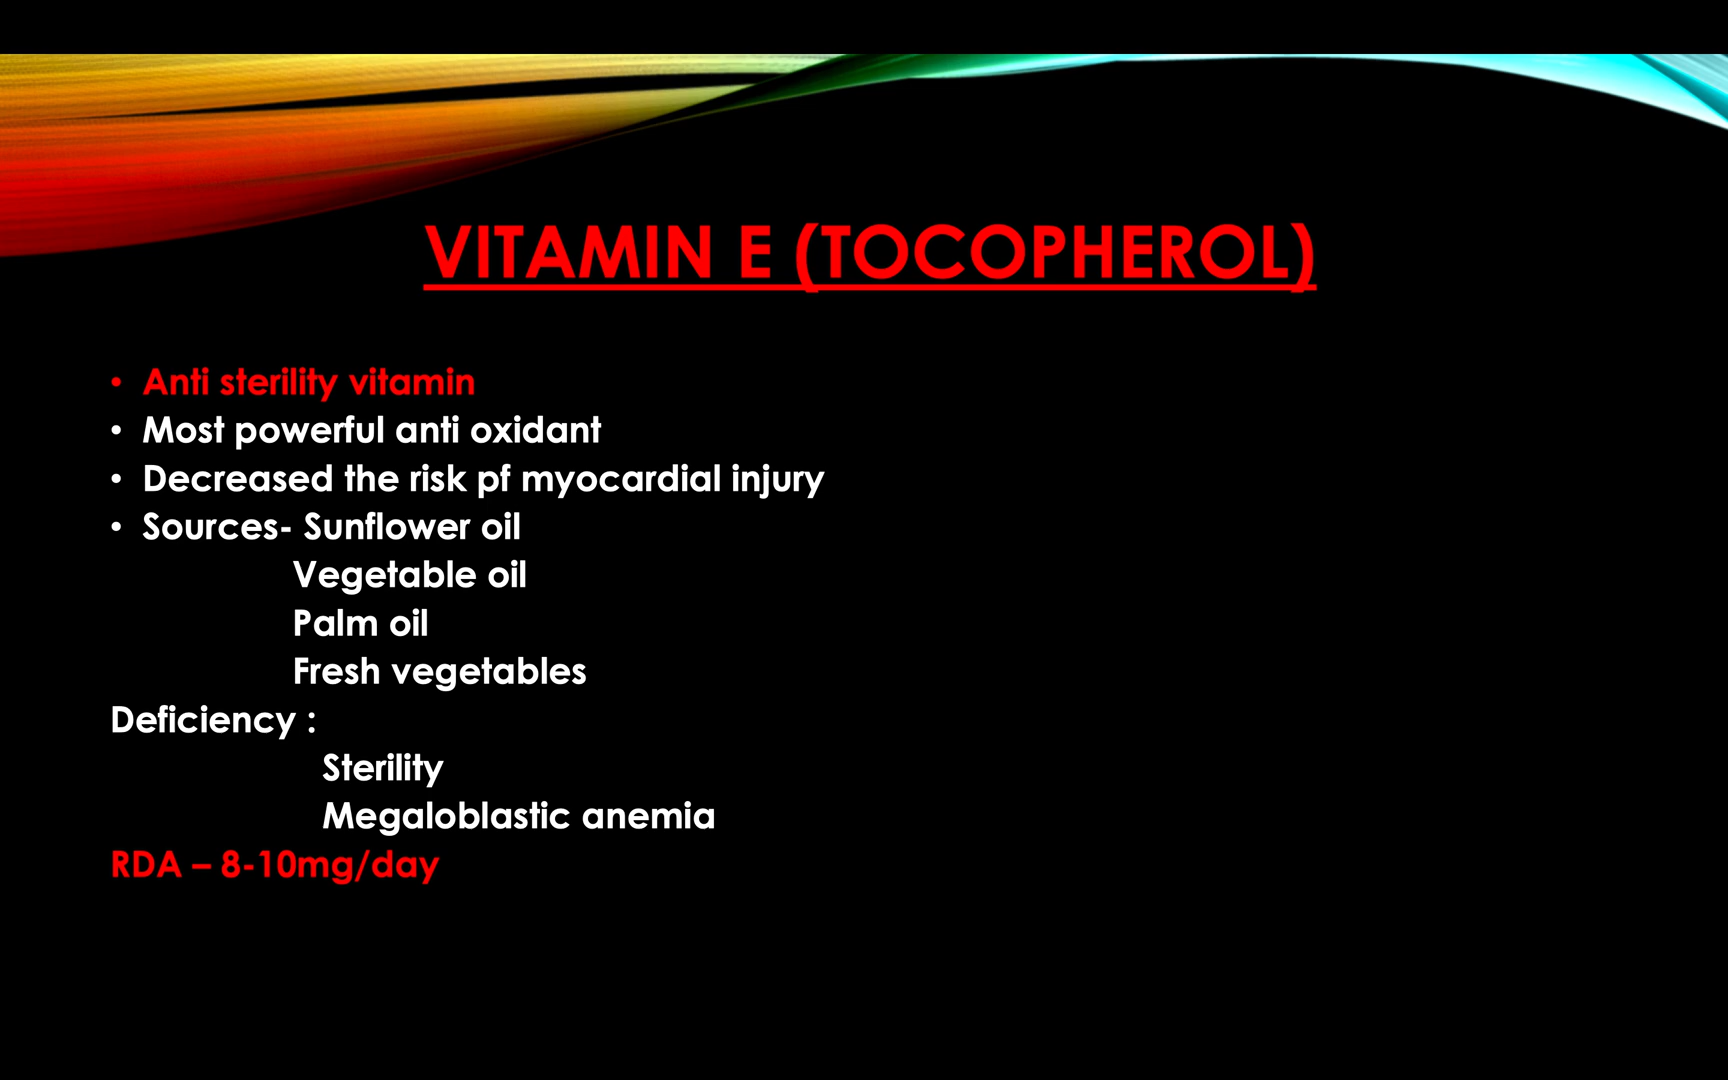 VITAMIN E (TOCOPHEROL)
• Anti sterility vitamin
• Most powerful anti oxidant
• Decreased the risk pf myocardial injury
• Sources- Sunflower oil
Vegetable oil
Palm oil
Fresh vegetables
Deficiency :
Sterility
Megaloblastic anemia
RDA – 8-10mg/day